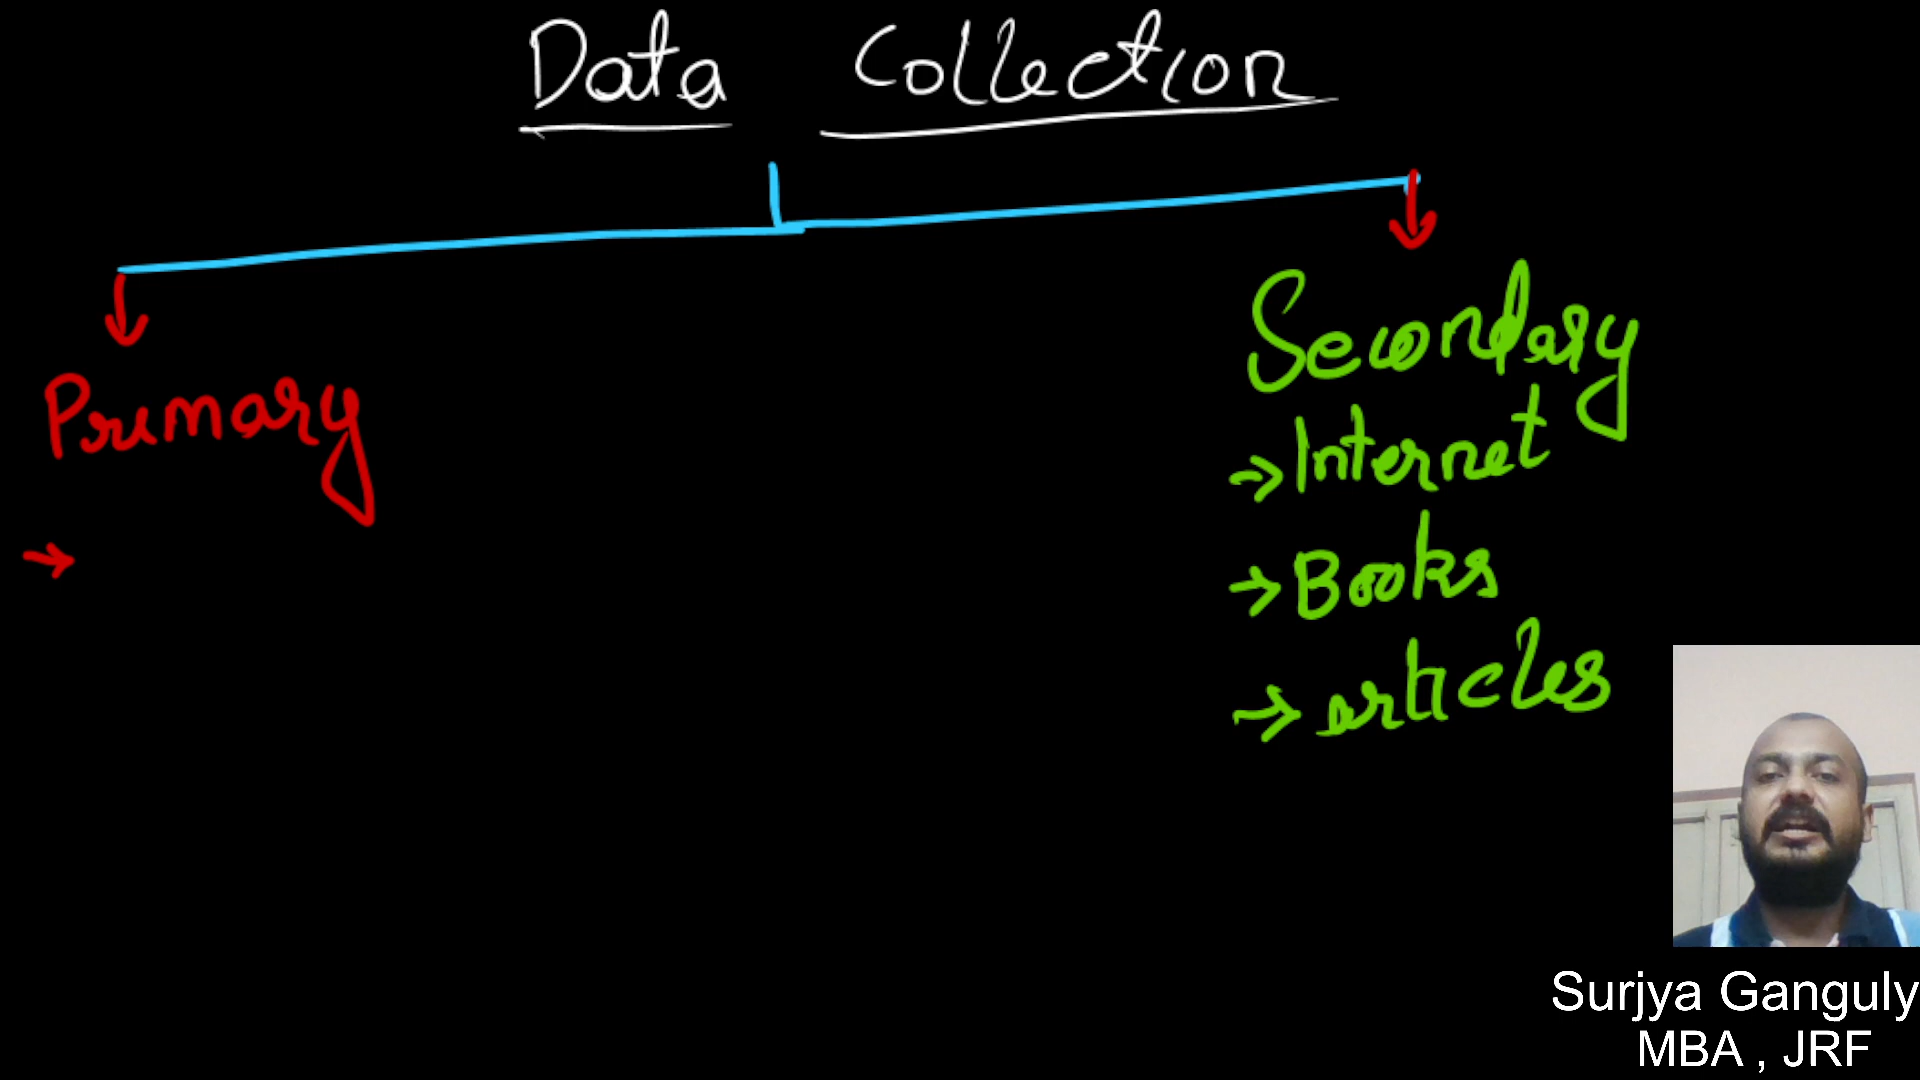 Data Collection
Primary
→
Secondary
→ Internet
→ Books
→ articles
Surjya Ganguly
MBA , JRF